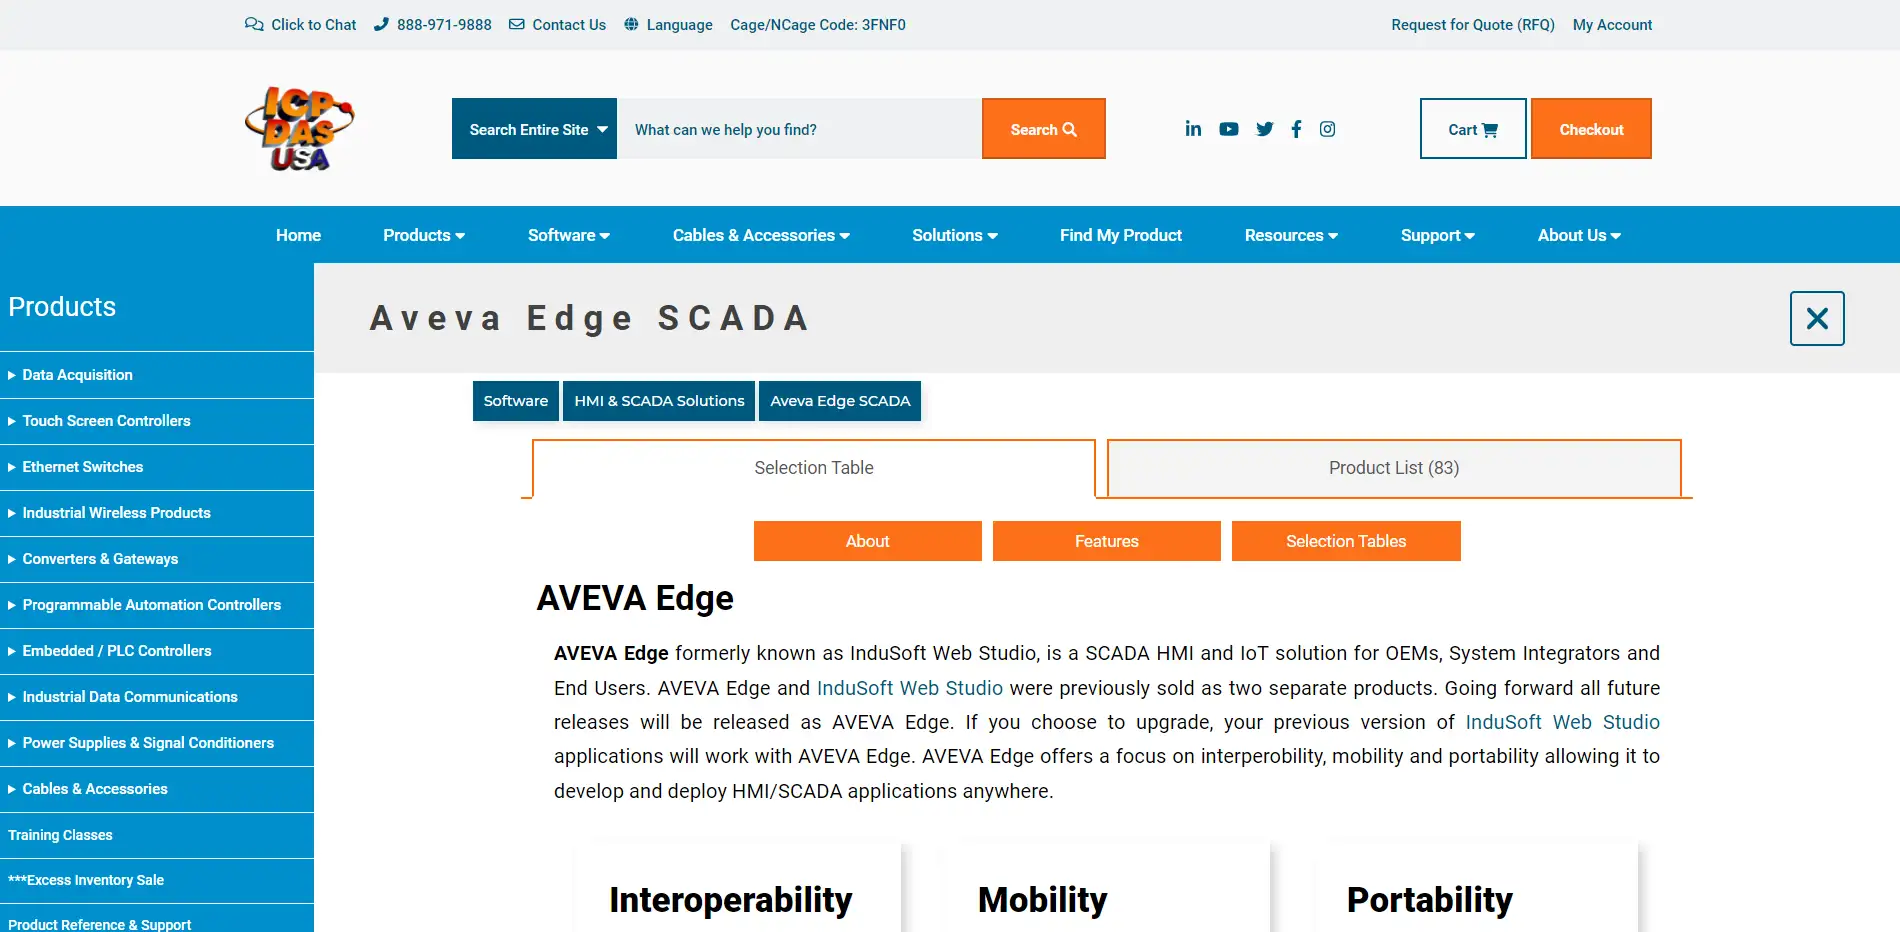 Click to Chat 888-971-9888 Contact Us Language Cage/NCage Code: 3FNF0 Request for Quote (RFQ) My Account
ICP
DAS
USA
Search Entire Site What can we help you find? Search Cart Checkout
Home Products Software Cables & Accessories Solutions Find My Product Resources Support About Us
Products
Data Acquisition
Touch Screen Controllers
Ethernet Switches
Industrial Wireless Products
Converters & Gateways
Programmable Automation Controllers
Embedded / PLC Controllers
Industrial Data Communications
Power Supplies & Signal Conditioners
Cables & Accessories
Training Classes
***Excess Inventory Sale
Product Reference & Support
Aveva Edge SCADA
Software HMI & SCADA Solutions Aveva Edge SCADA
Selection Table Product List (83)
About Features Selection Tables
AVEVA Edge
AVEVA Edge formerly known as InduSoft Web Studio, is a SCADA HMI and IoT solution for OEMs, System Integrators and
End Users. AVEVA Edge and InduSoft Web Studio were previously sold as two separate products. Going forward all future
releases will be released as AVEVA Edge. If you choose to upgrade, your previous version of InduSoft Web Studio
applications will work with AVEVA Edge. AVEVA Edge offers a focus on interperobility, mobility and portability allowing it to
develop and deploy HMI/SCADA applications anywhere.
Interoperability Mobility Portability